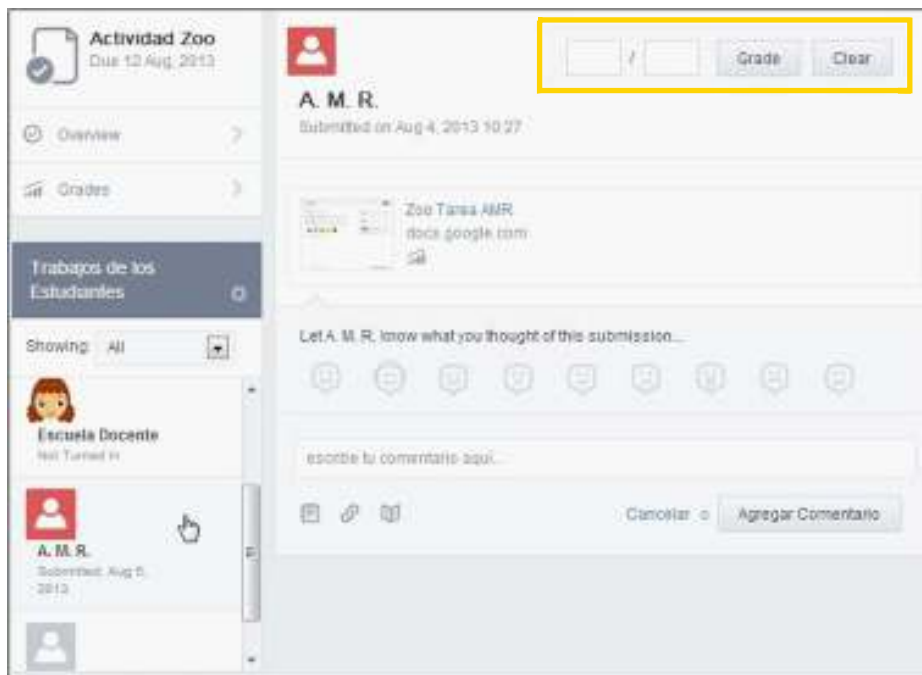 Actividad Zoo
Due 12 Aug, 2013
Overview
Grades
Trabajos de los
Estudiantes
Showing: All
Escuela Docente
Not Turned In
A. M. R.
Submitted: Aug 5,
2013
/ Grade Clear
A. M. R.
Submitted on Aug 4, 2013 10:27
Zoo Tarea AMR
docs.google.com
Let A. M. R. know what you thought of this submission...
escribe tu comentario aquí...
Cancelar o Agregar Comentario